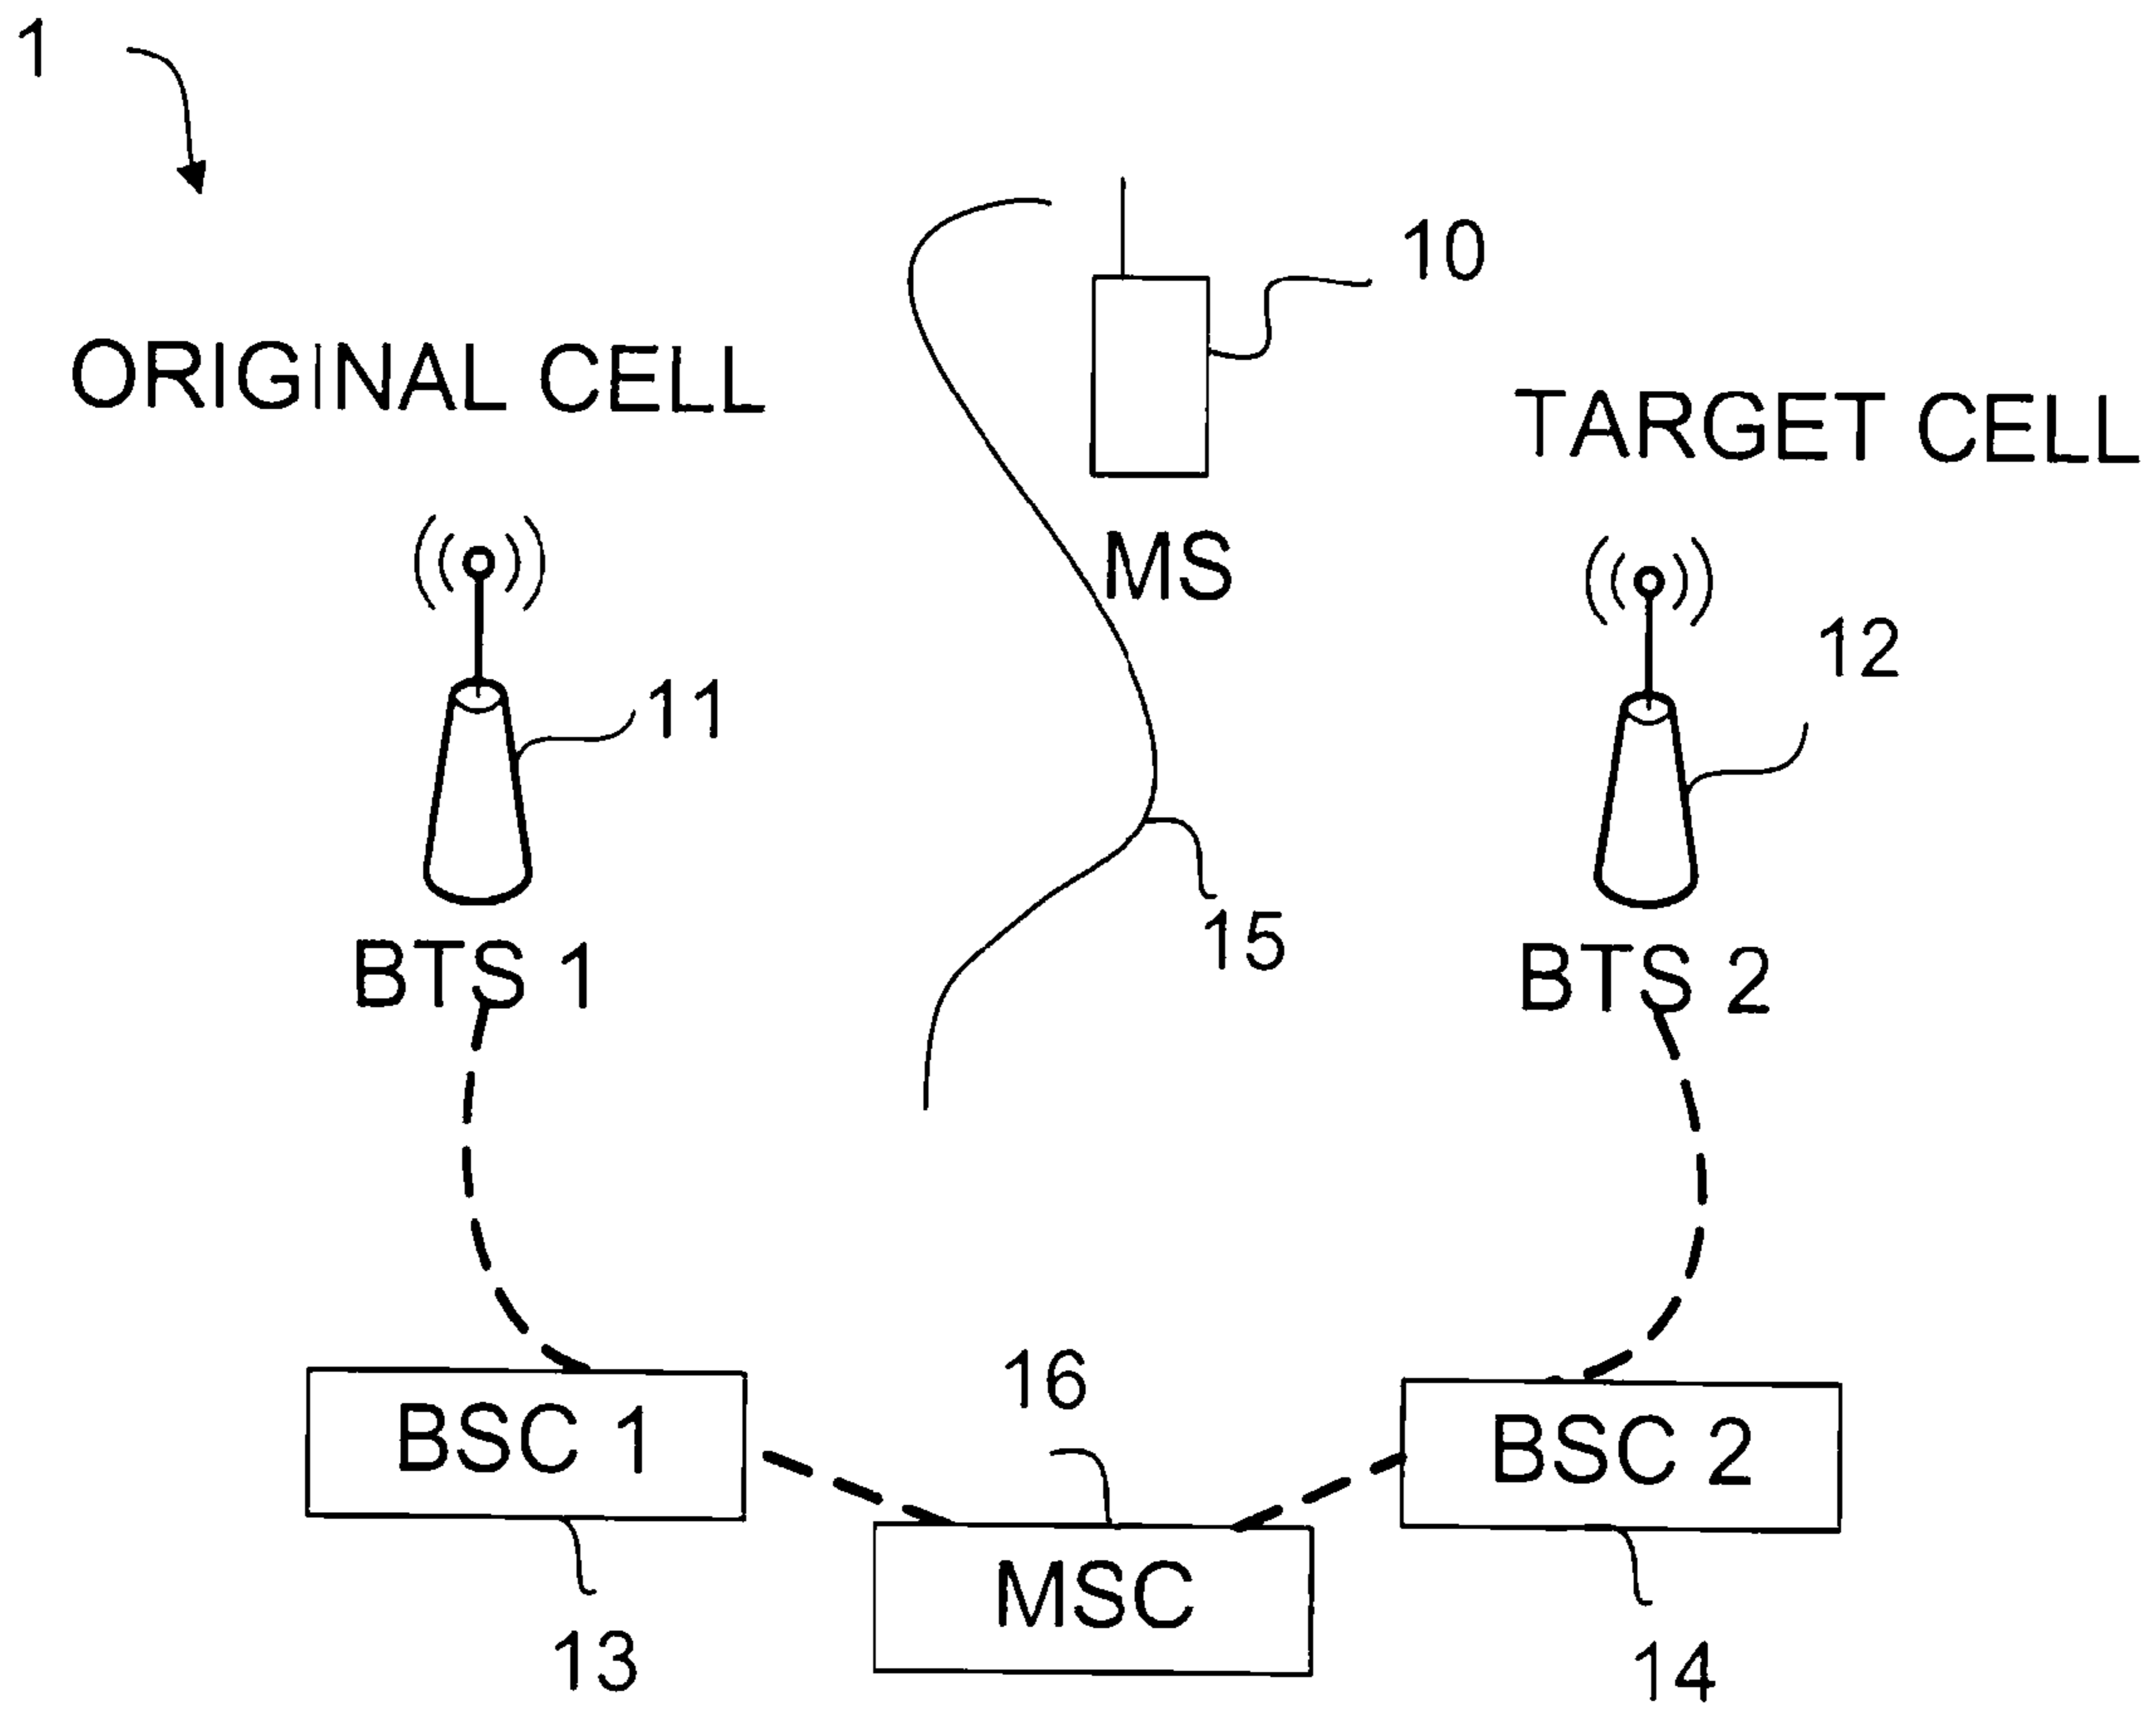 1
10
ORIGINAL CELL
TARGET CELL
MS
12
11
15
BTS 1
BTS 2
16
BSC 1
BSC 2
MSC
13
14